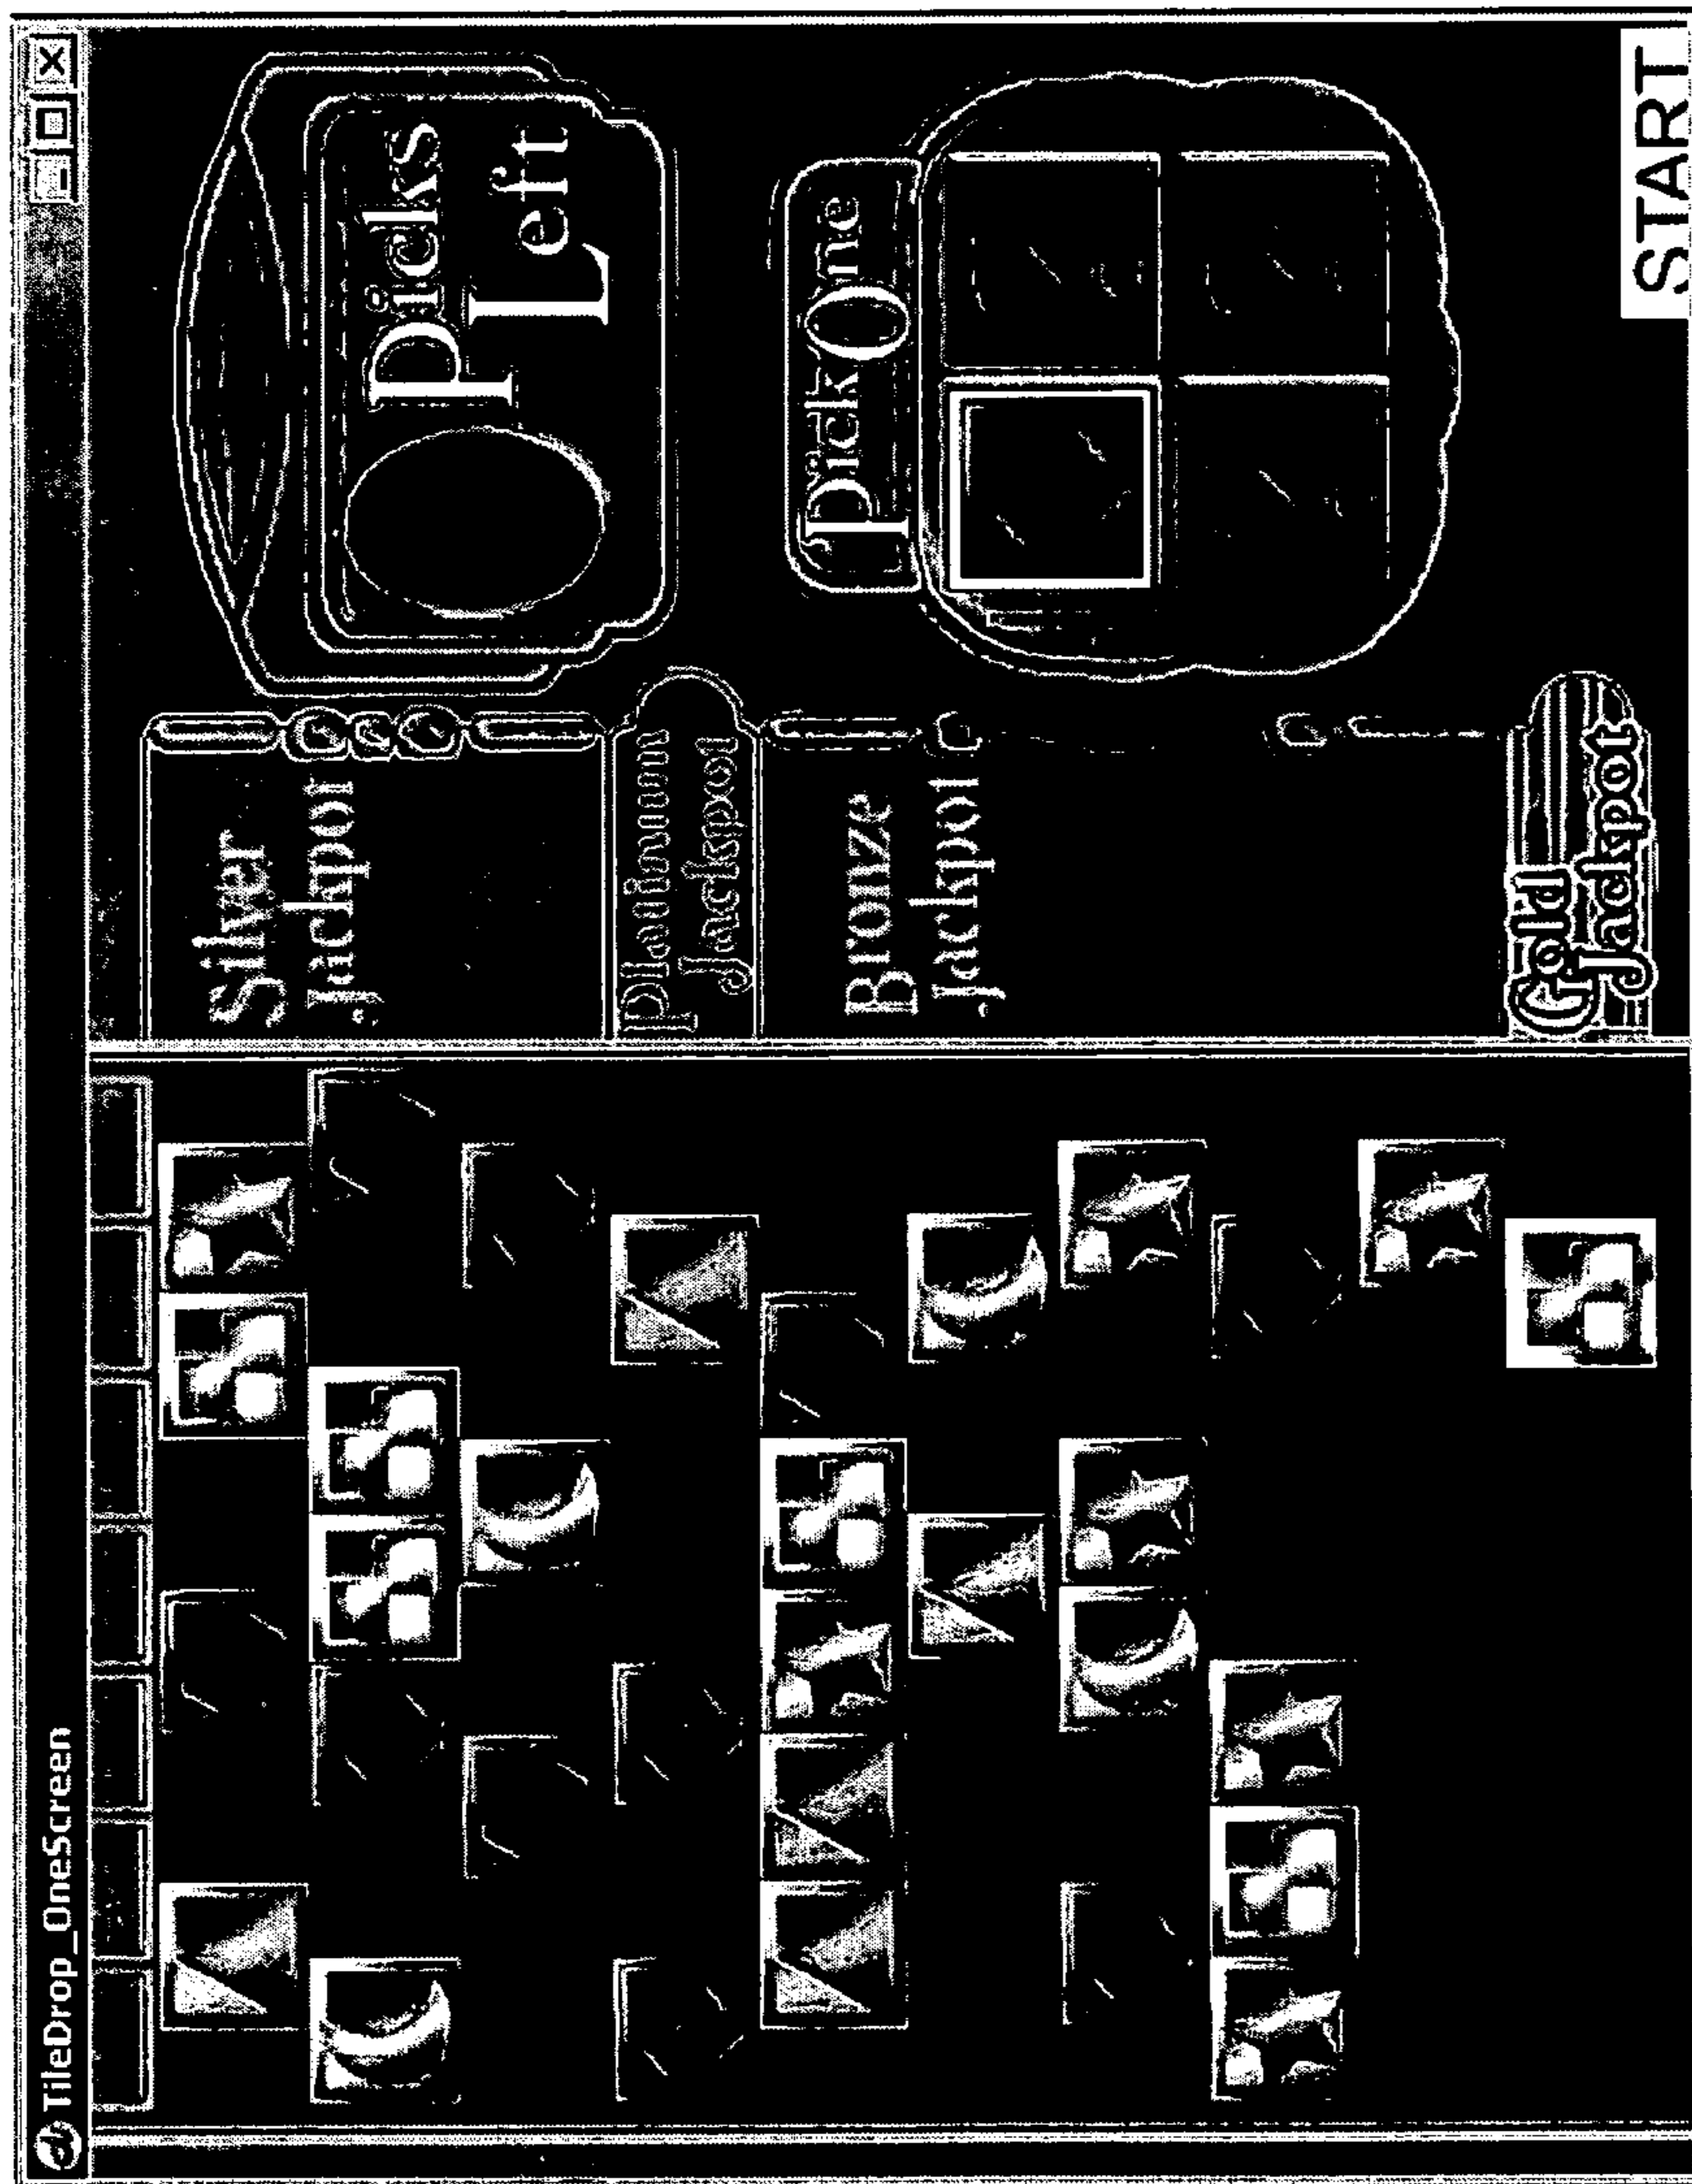 TileDrop_OneScreen
Silver
Jackpot
Platinum
Jackpot
Bronze
Jackpot
Gold
Jackpot
Picks
Left
Pick One
START